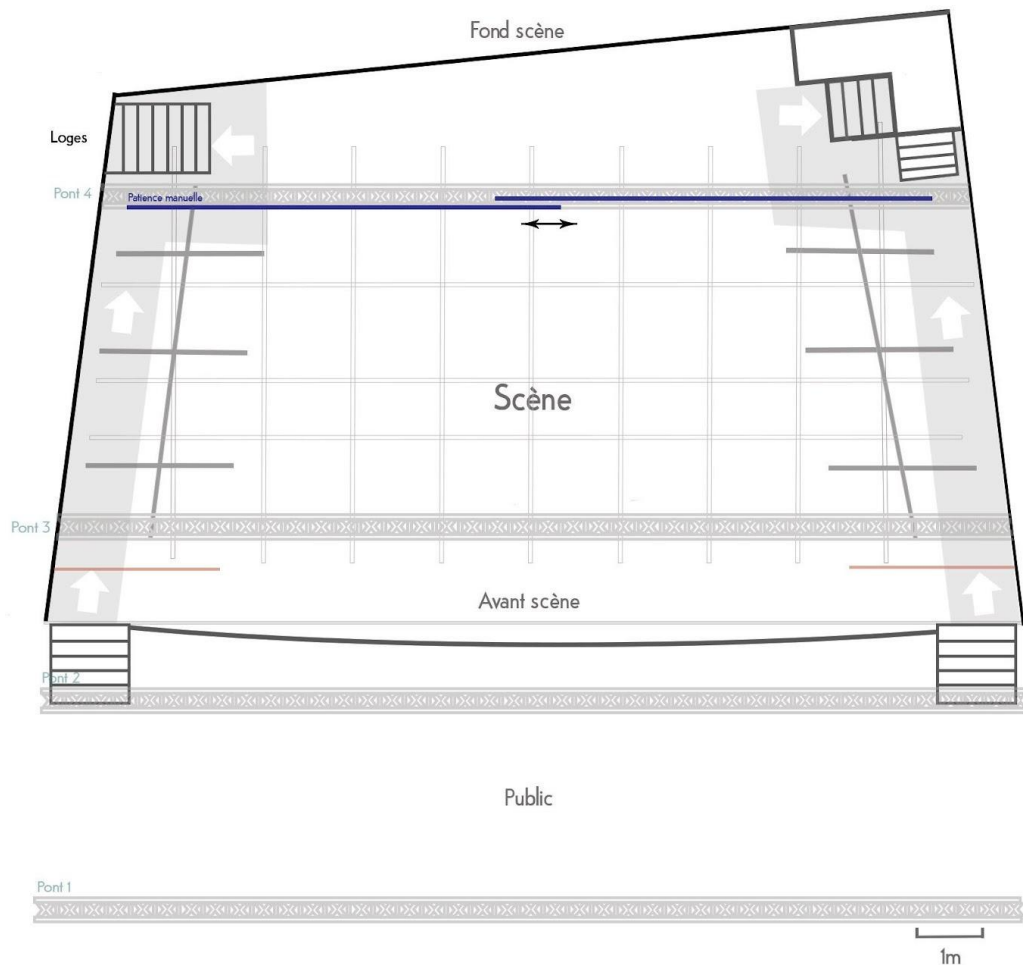 Fond scène
Loges
Pont 4
Patience manuelle
Scène
Pont 3
Avant scène
Pont 2
Public
Pont 1
1m